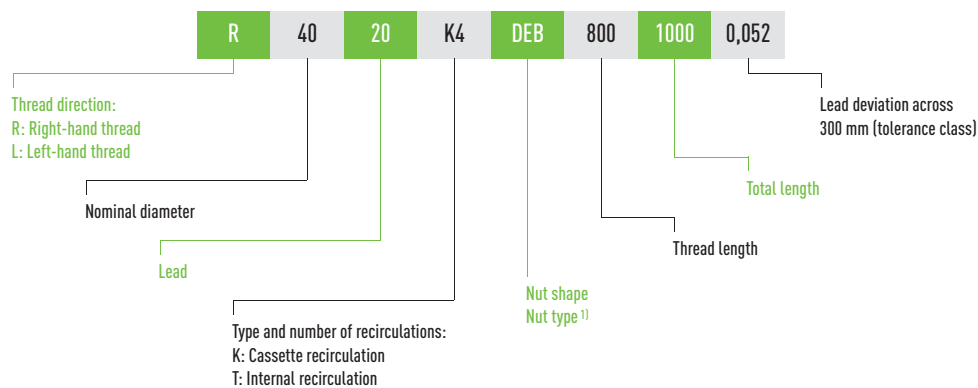 R 40 20 K4 DEB 800 1000 0,052
Thread direction:
R: Right-hand thread
L: Left-hand thread
Nominal diameter
Lead
Type and number of recirculations:
K: Cassette recirculation
T: Internal recirculation
Nut shape
Nut type 1)
Thread length
Total length
Lead deviation across
300 mm (tolerance class)